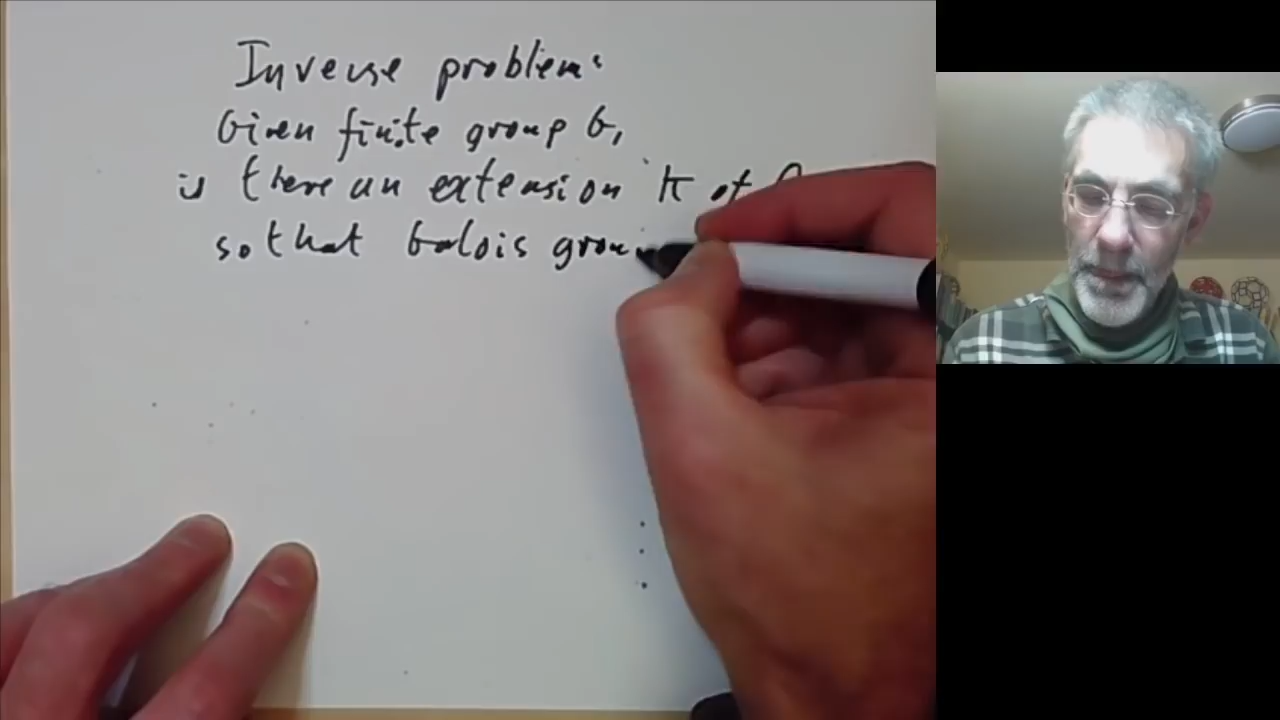 Inverse problem:
Given finite group G,
is there an extension K of
so that Galois grou